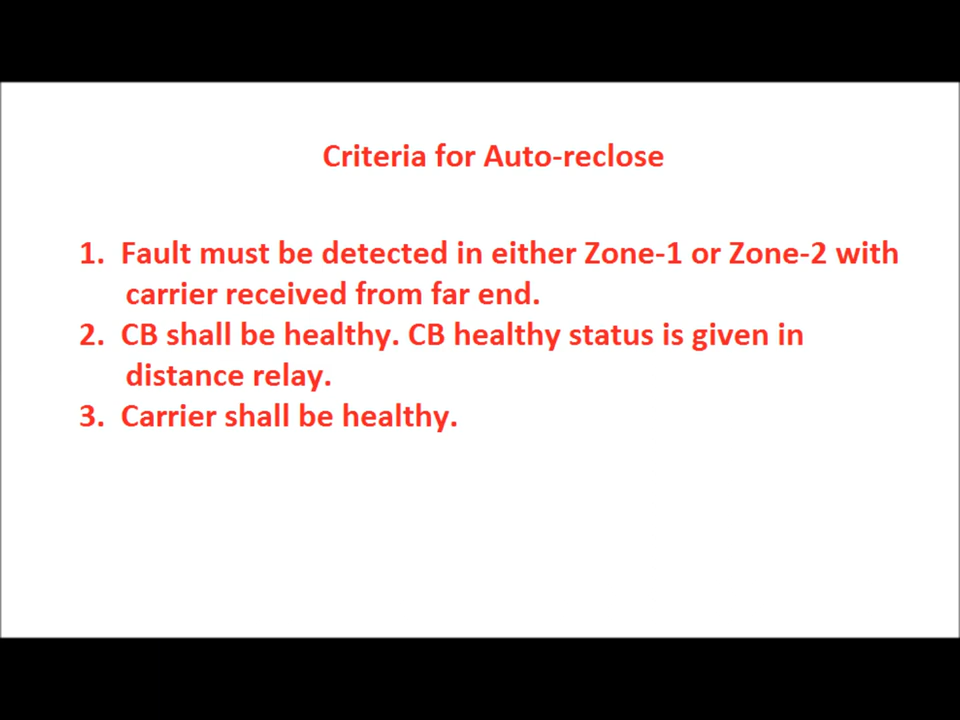 Criteria for Auto-reclose
1. Fault must be detected in either Zone-1 or Zone-2 with
carrier received from far end.
2. CB shall be healthy. CB healthy status is given in
distance relay.
3. Carrier shall be healthy.